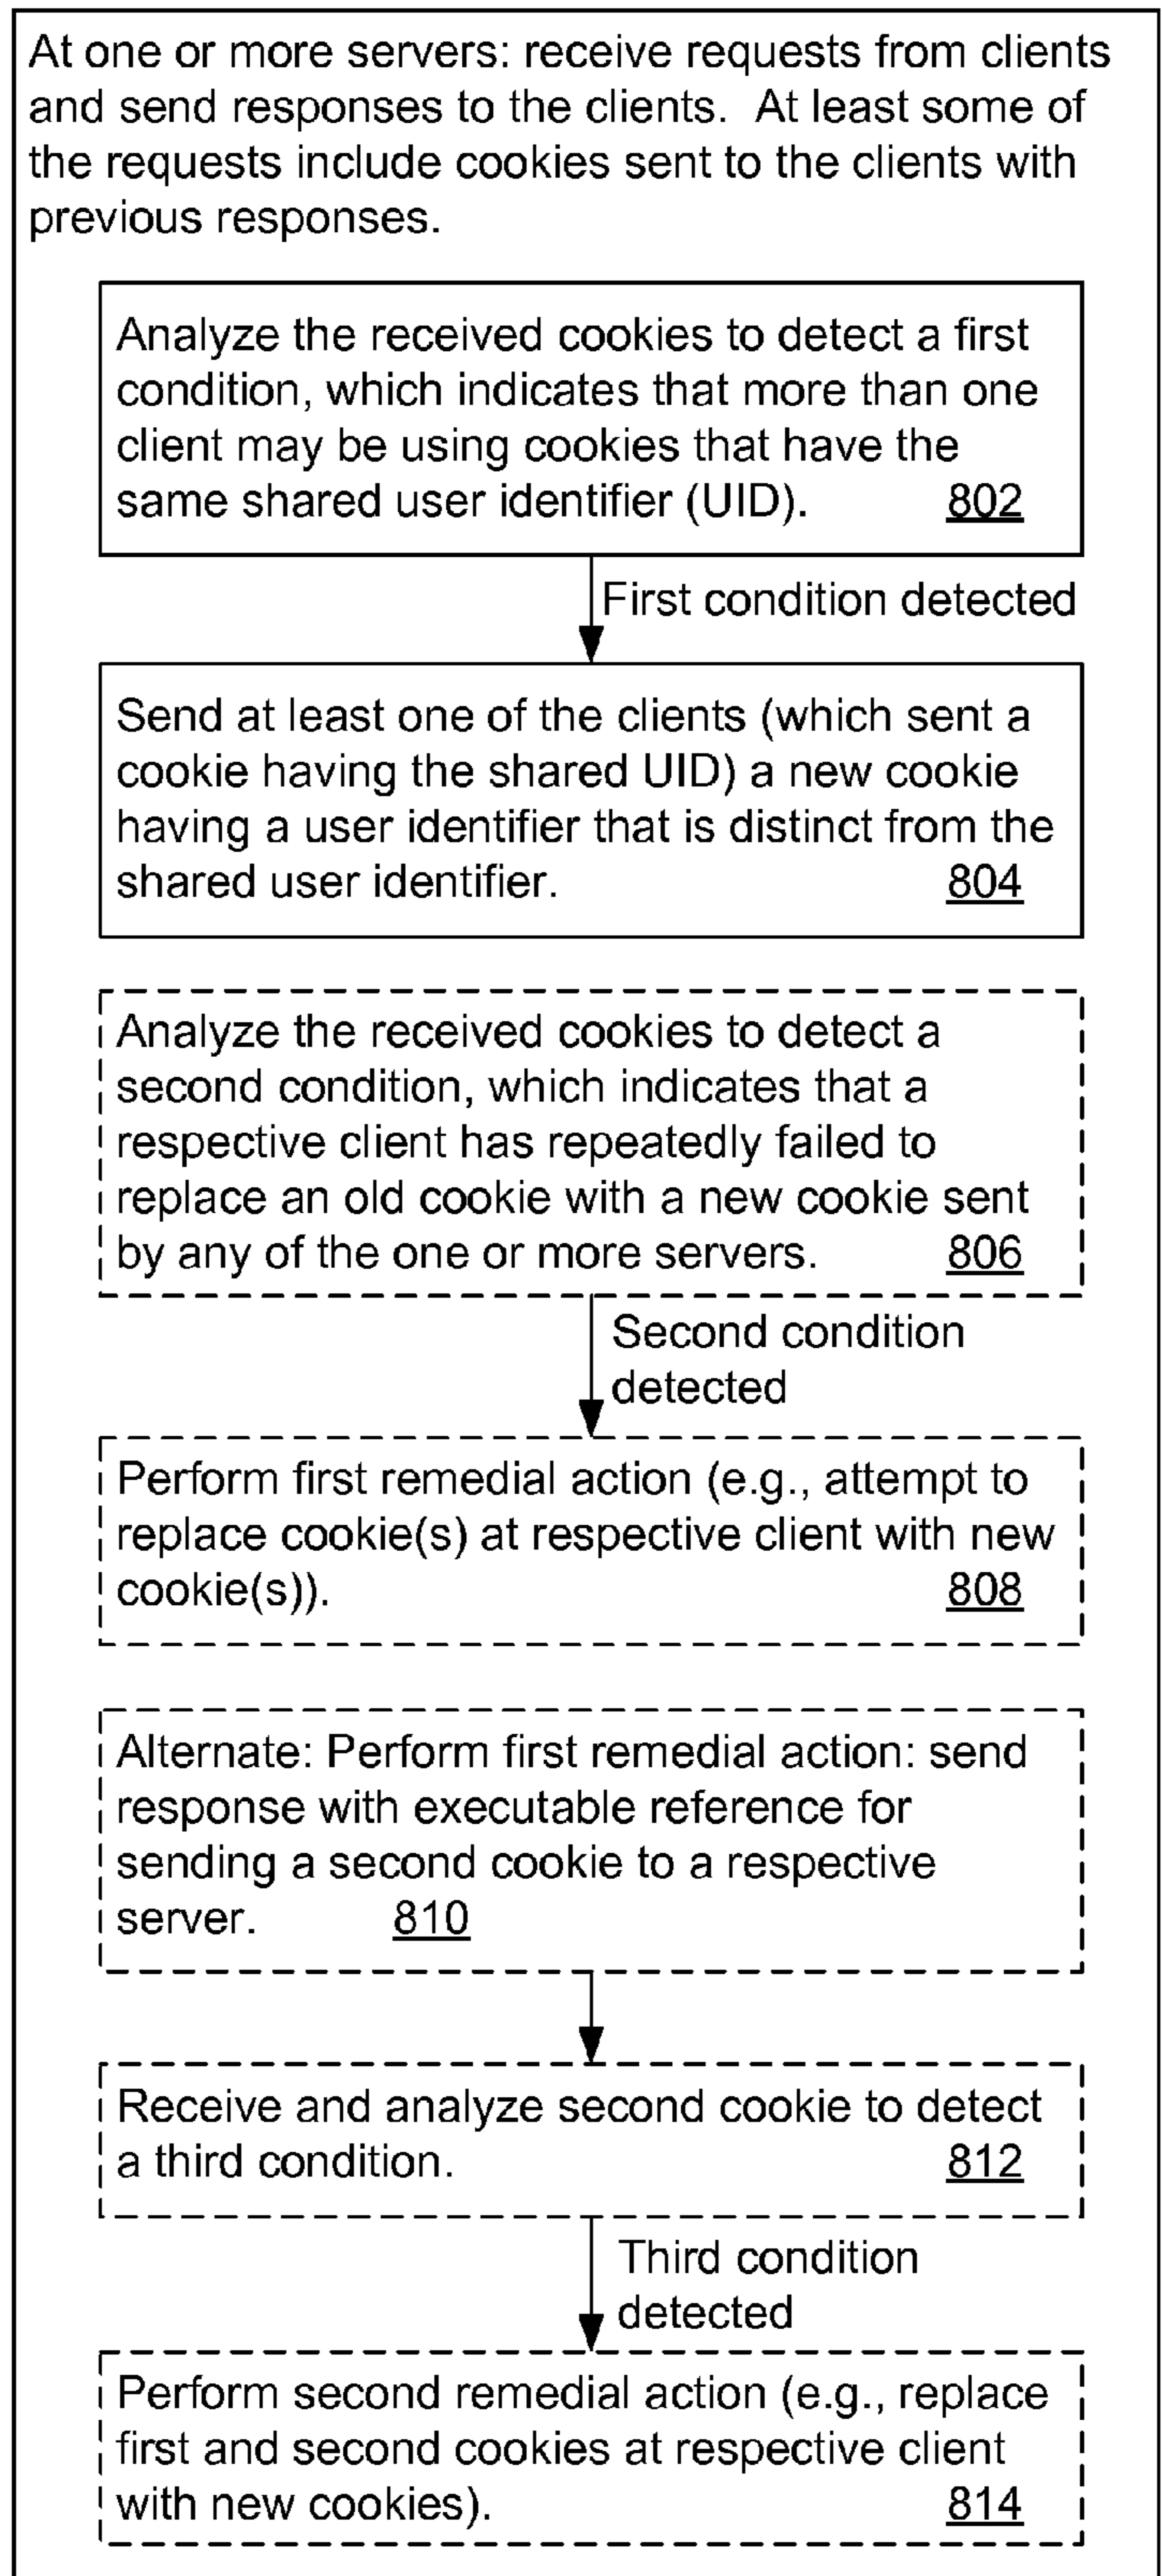 At one or more servers: receive requests from clients
and send responses to the clients.  At least some of
the requests include cookies sent to the clients with
previous responses.
Analyze the received cookies to detect a first
condition, which indicates that more than one
client may be using cookies that have the
same shared user identifier (UID). 802
First condition detected
Send at least one of the clients (which sent a
cookie having the shared UID) a new cookie
having a user identifier that is distinct from the
shared user identifier. 804
Analyze the received cookies to detect a
second condition, which indicates that a
respective client has repeatedly failed to
replace an old cookie with a new cookie sent
by any of the one or more servers. 806
Second condition
detected
Perform first remedial action (e.g., attempt to
replace cookie(s) at respective client with new
cookie(s)). 808
Alternate: Perform first remedial action: send
response with executable reference for
sending a second cookie to a respective
server. 810
Receive and analyze second cookie to detect
a third condition. 812
Third condition
detected
Perform second remedial action (e.g., replace
first and second cookies at respective client
with new cookies). 814